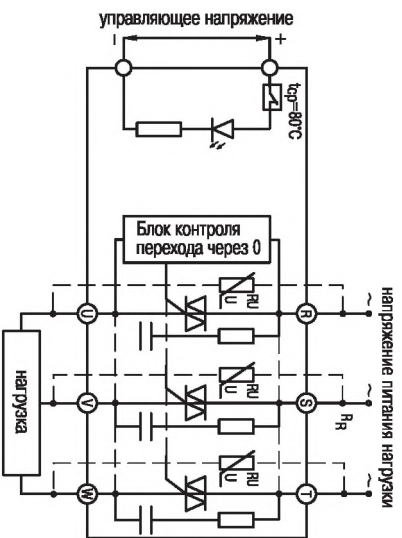 управляющее напряжение
− +
tср=80°C
Блок контроля
перехода через 0
напряжение питания нагрузки
~ ~
RU
U
U
R
RU
U
V
S
RR
RU
U
W
T
нагрузка